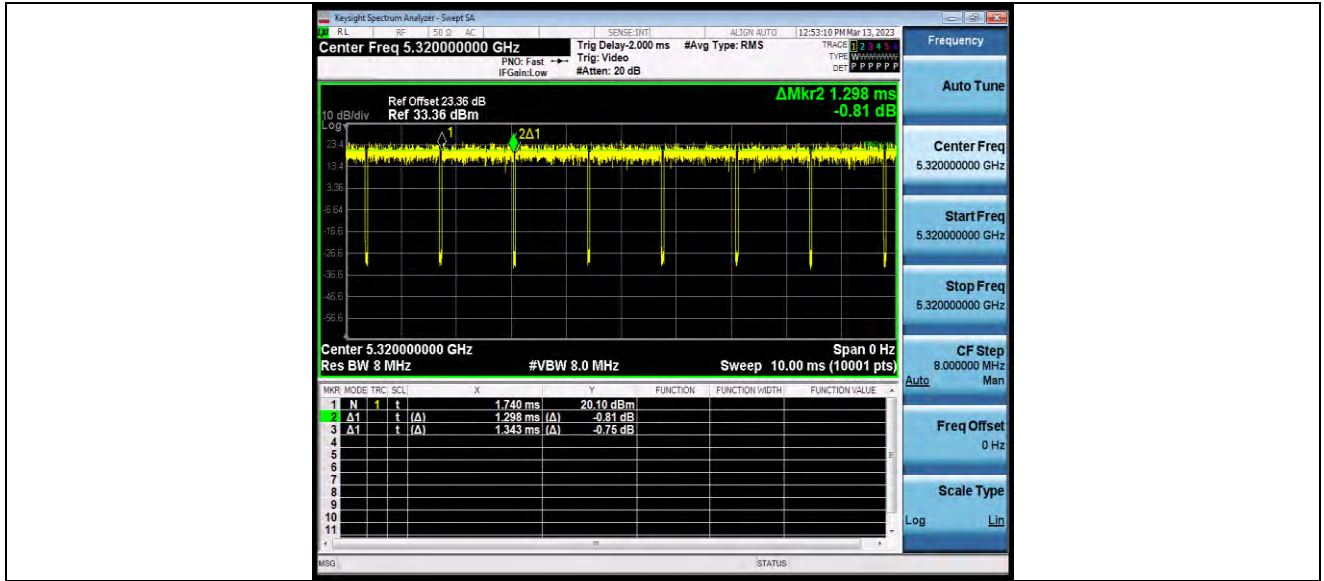 Keysight Spectrum Analyzer - Swept SA
RL RF 50 Ω AC SENSE:INT ALIGN AUTO 12:53:10 PM Mar 13, 2023
Center Freq 5.320000000 GHz Trig Delay-2.000 ms #Avg Type: RMS TRACE 1 2 3 4 5 6
PNO: Fast Trig: Video TYPE WWWWWW
IFGain:Low #Atten: 20 dB DET P P P P P P
Frequency
ΔMkr2 1.298 ms
Ref Offset 23.36 dB
10 dB/div Ref 33.36 dBm -0.81 dB
Log
1 2Δ1
23.4
13.4
3.36
-6.64
-16.6
-26.6
-36.6
-46.6
-56.6
Center 5.320000000 GHz Span 0 Hz
Res BW 8 MHz #VBW 8.0 MHz Sweep 10.00 ms (10001 pts)
MKR MODE TRC SCL X Y FUNCTION FUNCTION WIDTH FUNCTION VALUE
1 N 1 t 1.740 ms 20.10 dBm
2 Δ1 t (Δ) 1.298 ms (Δ) -0.81 dB
3 Δ1 t (Δ) 1.343 ms (Δ) -0.75 dB
4
5
6
7
8
9
10
11
MSG STATUS
Auto Tune
Center Freq
5.320000000 GHz
Start Freq
5.320000000 GHz
Stop Freq
5.320000000 GHz
CF Step
8.000000 MHz
Auto Man
Freq Offset
0 Hz
Scale Type
Log Lin